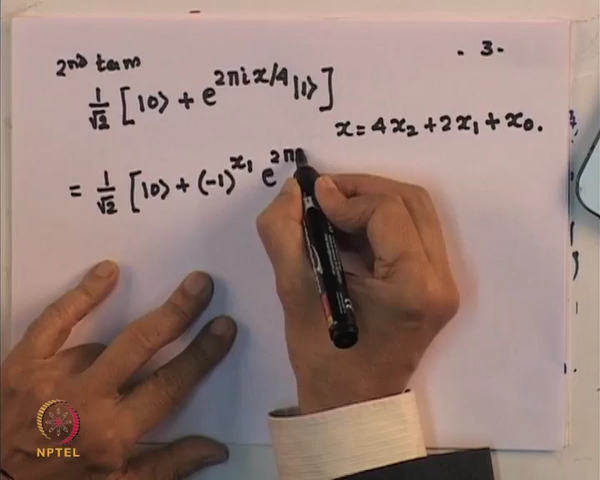 . 3.
2nd term
1/√2 [|0⟩ + e^{2πix/4}|1⟩]
x = 4x₂ + 2x₁ + x₀.
= 1/√2 [|0⟩ + (-1)^{x₁} e^{2π
NPTEL